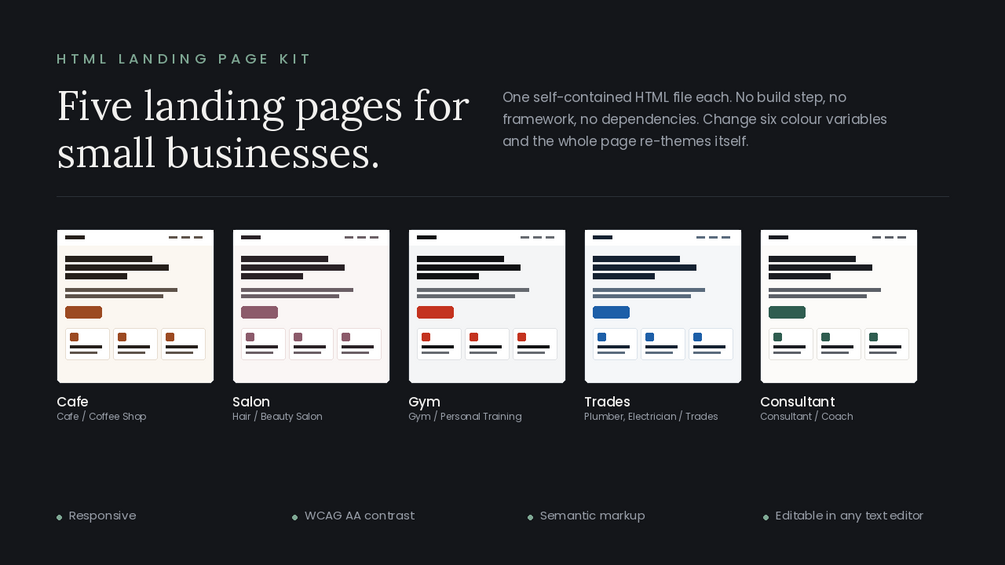 HTML LANDING PAGE KIT
Five landing pages for
small businesses.
One self-contained HTML file each. No build step, no
framework, no dependencies. Change six colour variables
and the whole page re-themes itself.
Cafe
Cafe / Coffee Shop
Salon
Hair / Beauty Salon
Gym
Gym / Personal Training
Trades
Plumber, Electrician / Trades
Consultant
Consultant / Coach
Responsive
WCAG AA contrast
Semantic markup
Editable in any text editor